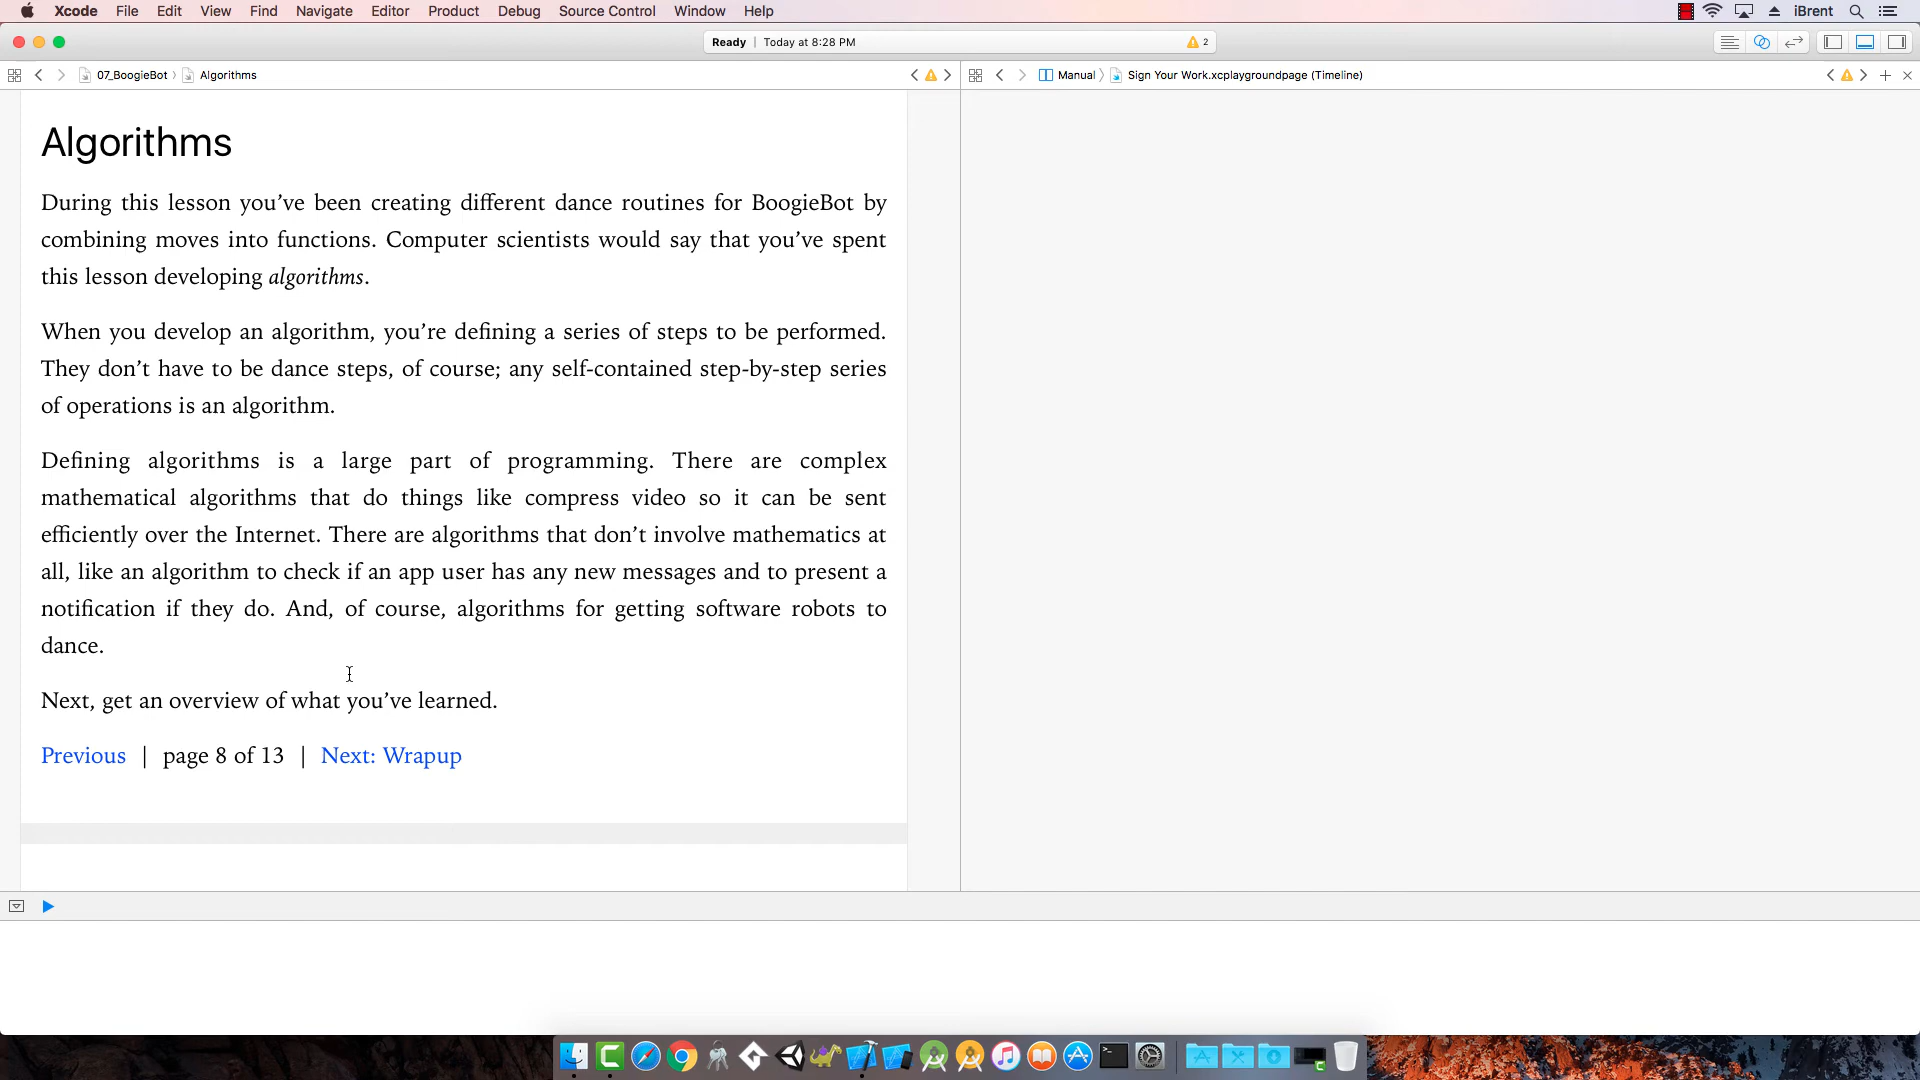 Xcode File Edit View Find Navigate Editor Product Debug Source Control Window Help iBrent
Ready | Today at 8:28 PM 2
07_BoogieBot Algorithms
Manual Sign Your Work.xcplaygroundpage (Timeline)
Algorithms
During this lesson you’ve been creating different dance routines for BoogieBot by
combining moves into functions. Computer scientists would say that you’ve spent
this lesson developing algorithms.
When you develop an algorithm, you’re defining a series of steps to be performed.
They don’t have to be dance steps, of course; any self-contained step-by-step series
of operations is an algorithm.
Defining algorithms is a large part of programming. There are complex
mathematical algorithms that do things like compress video so it can be sent
efficiently over the Internet. There are algorithms that don’t involve mathematics at
all, like an algorithm to check if an app user has any new messages and to present a
notification if they do. And, of course, algorithms for getting software robots to
dance.
Next, get an overview of what you’ve learned.
Previous | page 8 of 13 | Next: Wrapup